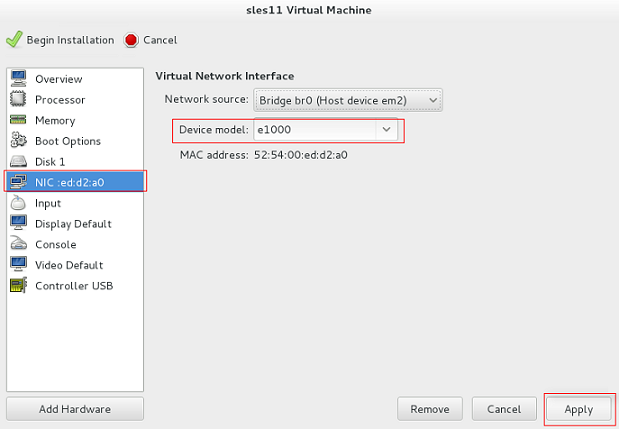 sles11 Virtual Machine
Begin Installation Cancel
Overview
Processor
Memory
Boot Options
Disk 1
NIC :ed:d2:a0
Input
Display Default
Console
Video Default
Controller USB
Add Hardware
Virtual Network Interface
Network source: Bridge br0 (Host device em2)
Device model: e1000
MAC address: 52:54:00:ed:d2:a0
Remove Cancel Apply